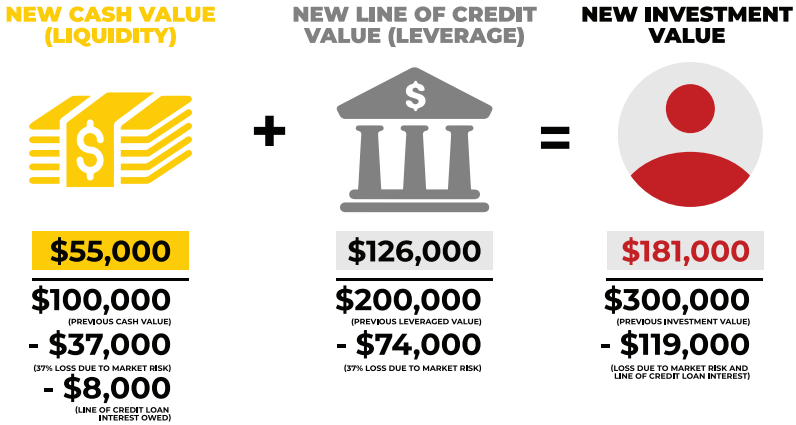 NEW CASH VALUE
(LIQUIDITY)
$
$55,000
$100,000
(PREVIOUS CASH VALUE)
- $37,000
(37% LOSS DUE TO MARKET RISK)
- $8,000
(LINE OF CREDIT LOAN
INTEREST OWED)
+
NEW LINE OF CREDIT
VALUE (LEVERAGE)
$
$126,000
$200,000
(PREVIOUS LEVERAGED VALUE)
- $74,000
(37% LOSS DUE TO MARKET RISK)
=
NEW INVESTMENT
VALUE
$181,000
$300,000
(PREVIOUS INVESTMENT VALUE)
- $119,000
(LOSS DUE TO MARKET RISK AND
LINE OF CREDIT LOAN INTEREST)